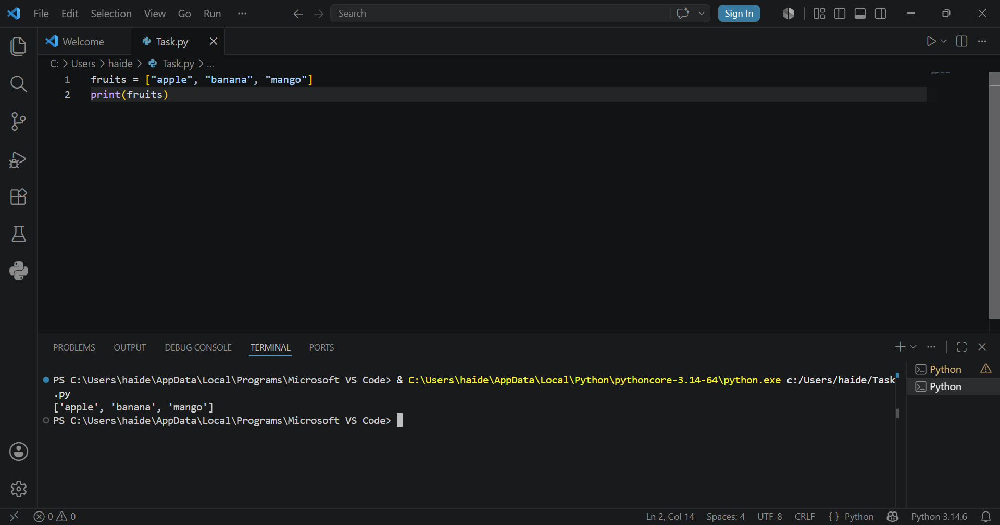 File Edit Selection View Go Run ··· Search Sign In
Welcome Task.py
C: > Users > haide > Task.py > ...
1 fruits = ["apple", "banana", "mango"]
2 print(fruits)
PROBLEMS OUTPUT DEBUG CONSOLE TERMINAL PORTS
PS C:\Users\haide\AppData\Local\Programs\Microsoft VS Code> & C:\Users\haide\AppData\Local\Python\pythoncore-3.14-64\python.exe c:/Users/haide/Task
.py
['apple', 'banana', 'mango']
PS C:\Users\haide\AppData\Local\Programs\Microsoft VS Code>
Python
Python
0 0 Ln 2, Col 14 Spaces: 4 UTF-8 CRLF { } Python Python 3.14.6